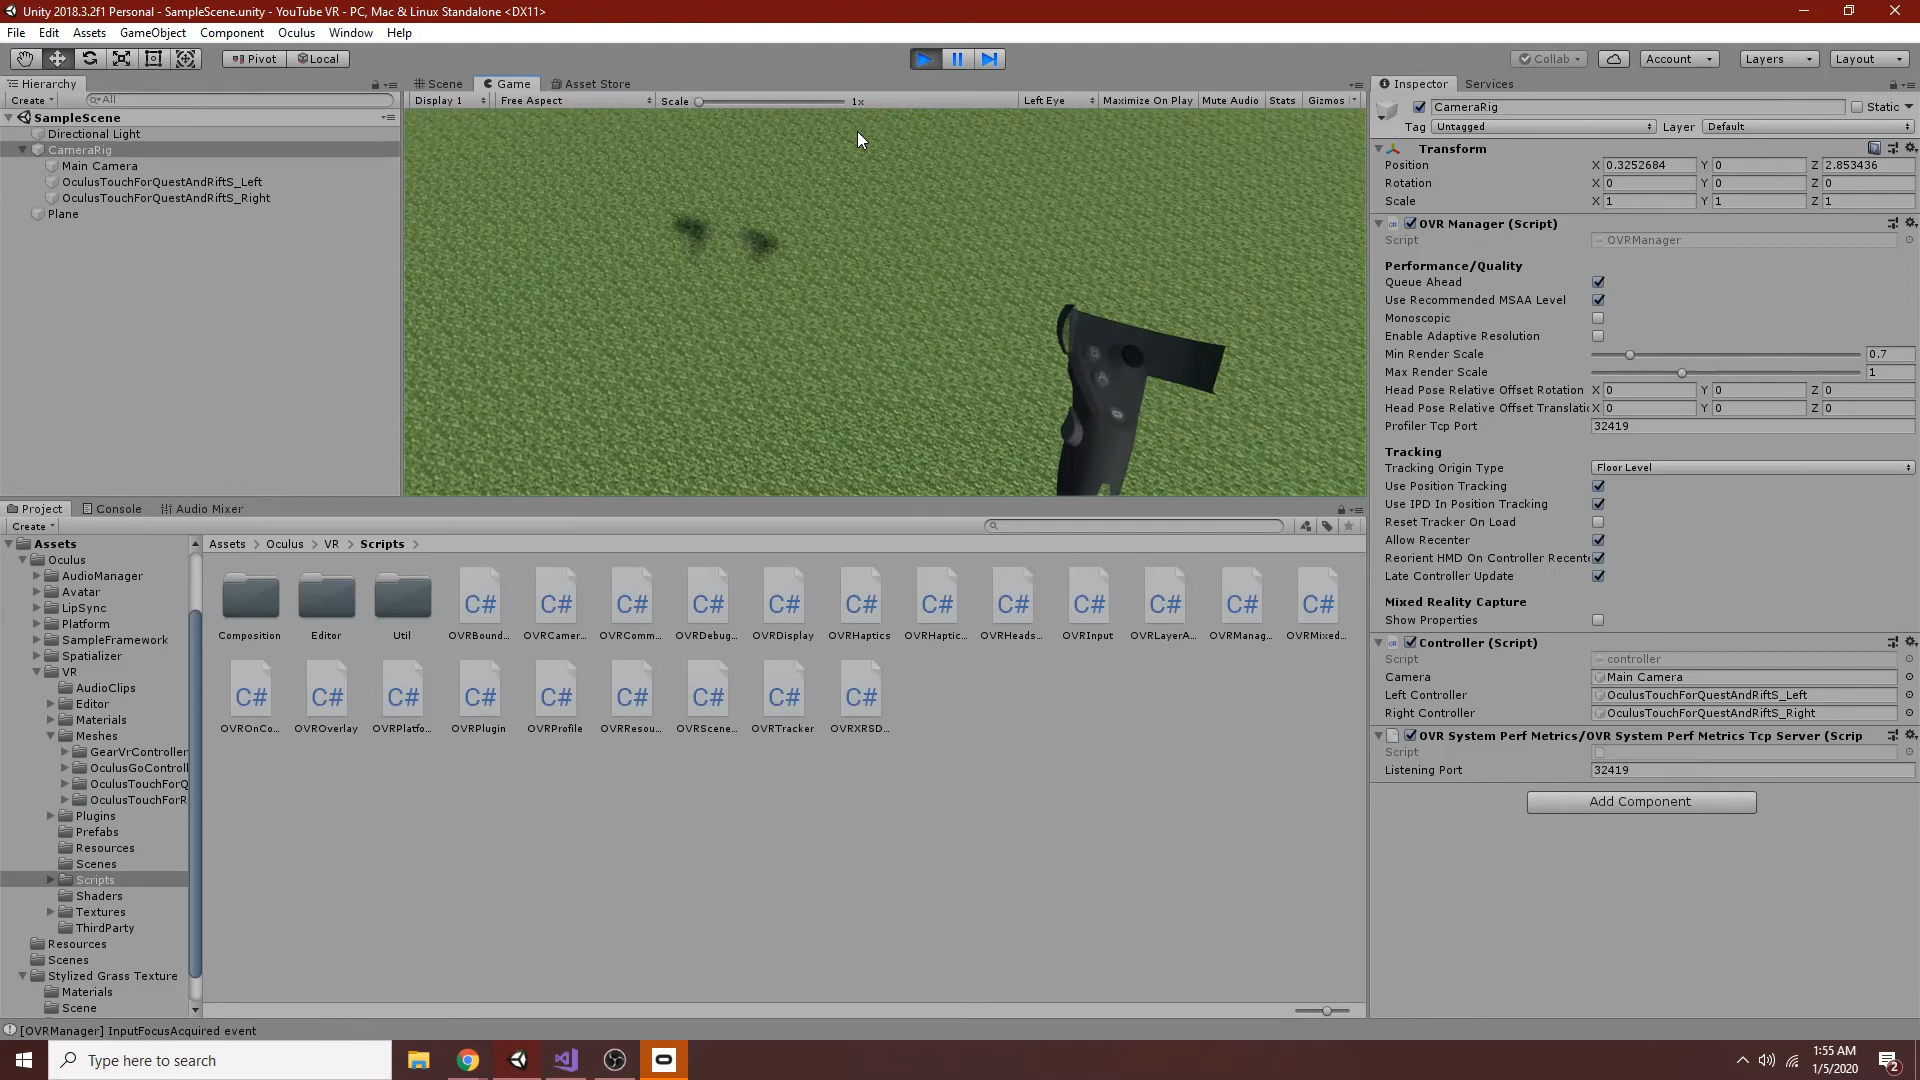 Unity 2018.3.2f1 Personal - SampleScene.unity - YouTube VR - PC, Mac & Linux Standalone <DX11>
File Edit Assets GameObject Component Oculus Window Help
Pivot Local Collab Account Layers Layout
Hierarchy Scene Game Asset Store Inspector Services
Create All Display 1 Free Aspect Scale 1x Left Eye Maximize On Play Mute Audio Stats Gizmos
SampleScene
Directional Light
CameraRig
Main Camera
OculusTouchForQuestAndRiftS_Left
OculusTouchForQuestAndRiftS_Right
Plane
B
A
CameraRig Static
Tag Untagged Layer Default
Transform
Position X 0.3252684 Y 0 Z 2.853436
Rotation X 0 Y 0 Z 0
Scale X 1 Y 1 Z 1
OVR Manager (Script)
Script OVRManager
Performance/Quality
Queue Ahead
Use Recommended MSAA Level
Monoscopic
Enable Adaptive Resolution
Min Render Scale 0.7
Max Render Scale 1
Head Pose Relative Offset Rotation X 0 Y 0 Z 0
Head Pose Relative Offset Translatic X 0 Y 0 Z 0
Profiler Tcp Port 32419
Tracking
Tracking Origin Type Floor Level
Use Position Tracking
Use IPD In Position Tracking
Reset Tracker On Load
Allow Recenter
Reorient HMD On Controller Recente
Late Controller Update
Mixed Reality Capture
Show Properties
Controller (Script)
Script controller
Camera Main Camera
Left Controller OculusTouchForQuestAndRiftS_Left
Right Controller OculusTouchForQuestAndRiftS_Right
OVR System Perf Metrics/OVR System Perf Metrics Tcp Server (Scrip
Script
Listening Port 32419
Add Component
Project Console Audio Mixer
Create
Assets
Oculus
AudioManager
Avatar
LipSync
Platform
SampleFramework
Spatializer
VR
AudioClips
Editor
Materials
Meshes
GearVrController
OculusGoControll
OculusTouchForQ
OculusTouchForR
Plugins
Prefabs
Resources
Scenes
Scripts
Shaders
Textures
ThirdParty
Resources
Scenes
Stylized Grass Texture
Materials
Scene
Assets Oculus VR Scripts
C# C# C# C# C# C# C# C# C# C# C# C#
Composition Editor Util OVRBound... OVRCamer... OVRComm... OVRDebug... OVRDisplay OVRHaptics OVRHaptic... OVRHeads... OVRInput OVRLayerA... OVRManag... OVRMixed...
C# C# C# C# C# C# C# C# C#
OVROnCo... OVROverlay OVRPlatfo... OVRPlugin OVRProfile OVRResou... OVRScene... OVRTracker OVRXRSD...
[OVRManager] InputFocusAcquired event
Type here to search
1:55 AM
1/5/2020
2